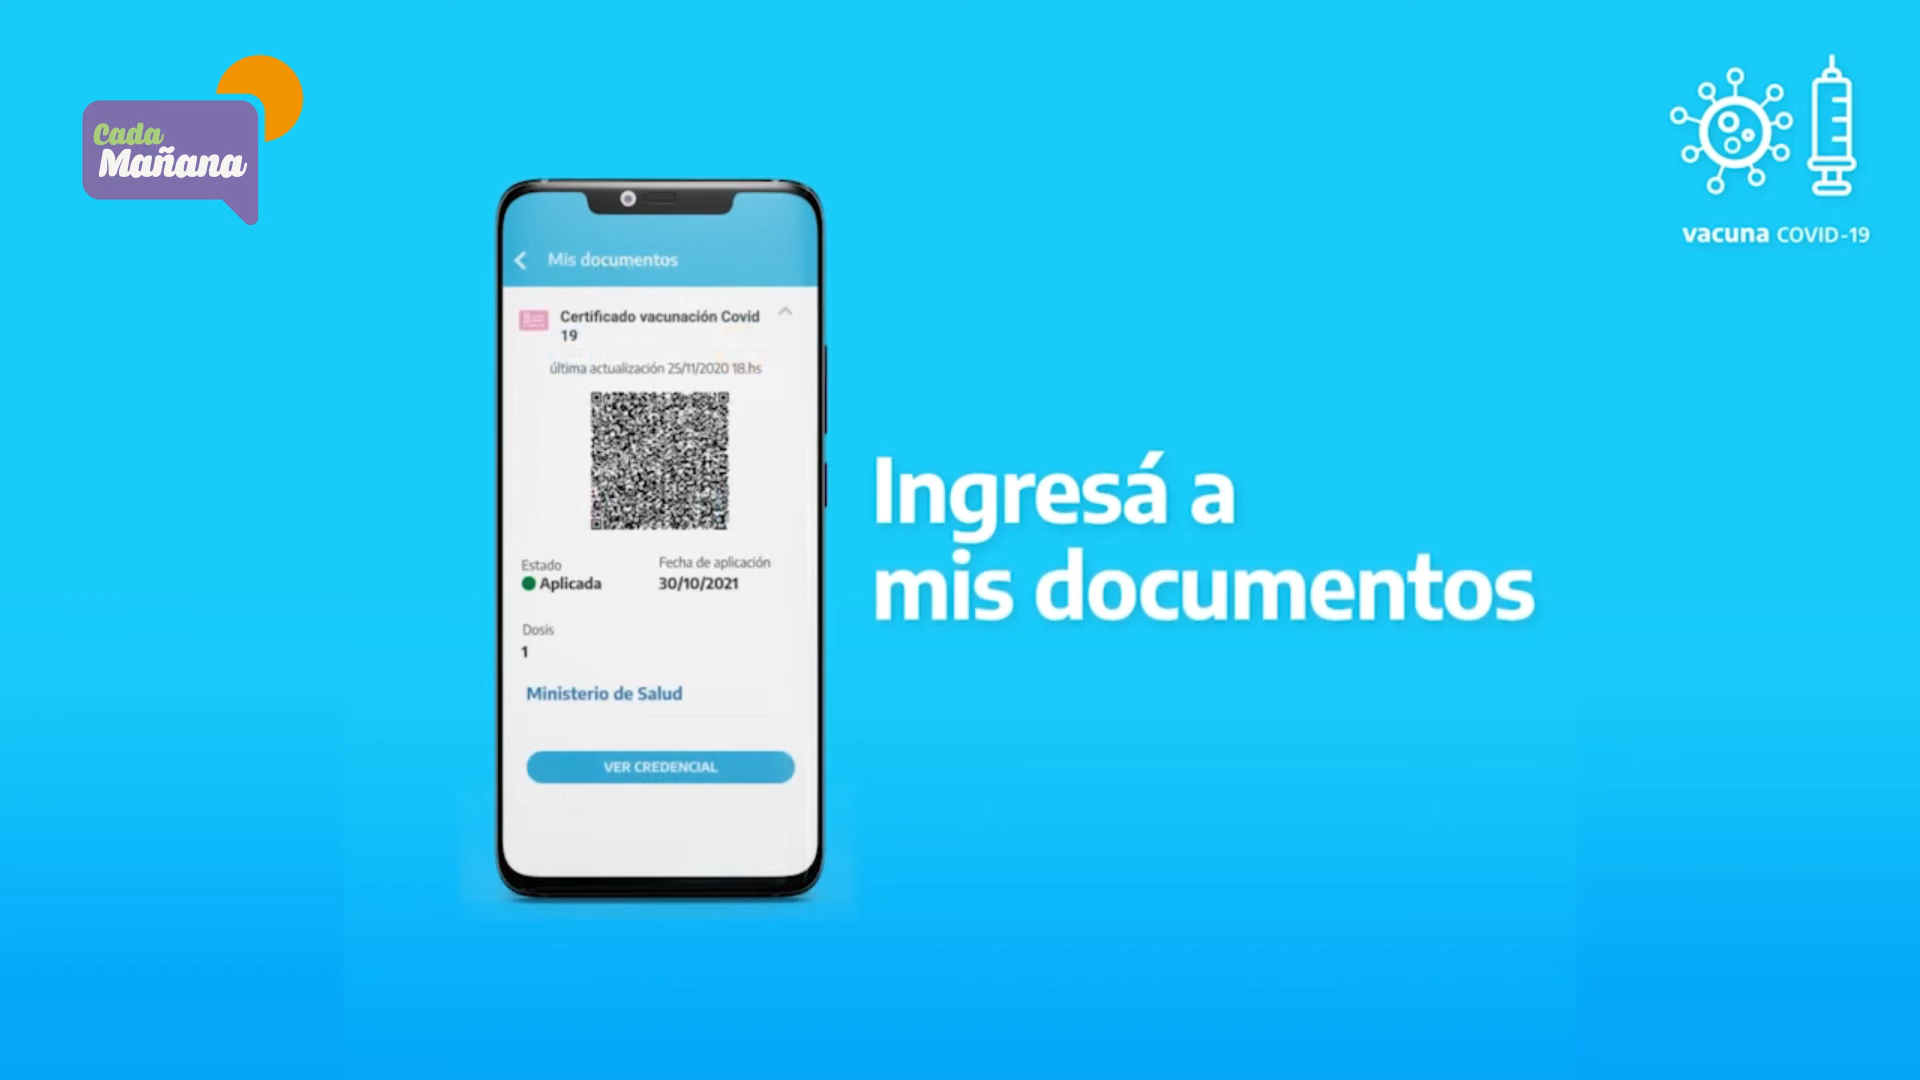 Cada
Mañana
vacuna COVID-19
Mis documentos
Certificado vacunación Covid
19
última actualización 25/11/2020 18.hs
Estado
Aplicada
Fecha de aplicación
30/10/2021
Dosis
1
Ministerio de Salud
VER CREDENCIAL
Ingresá a
mis documentos